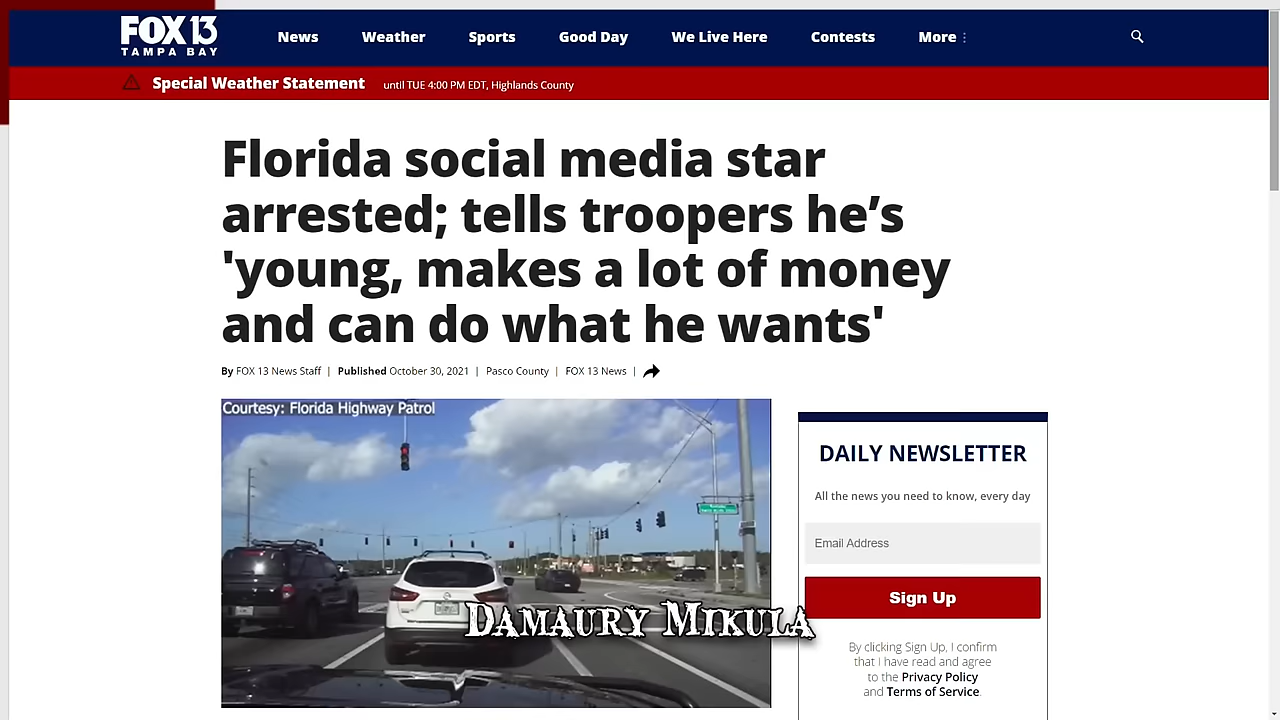 FOX 13
TAMPA BAY
News Weather Sports Good Day We Live Here Contests More
Special Weather Statement until TUE 4:00 PM EDT, Highlands County
Florida social media star
arrested; tells troopers he’s
'young, makes a lot of money
and can do what he wants'
By FOX 13 News Staff | Published October 30, 2021 | Pasco County | FOX 13 News |
Courtesy: Florida Highway Patrol
Damaury Mikula
DAILY NEWSLETTER
All the news you need to know, every day
Email Address
Sign Up
By clicking Sign Up, I confirm
that I have read and agree
to the Privacy Policy
and Terms of Service.